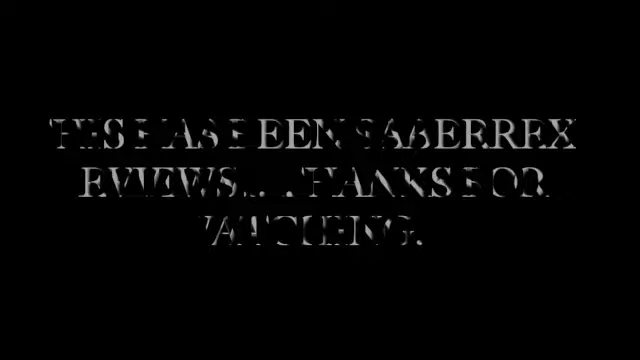 THIS HAS BEEN SABERREX
REVIEWS... THANKS FOR
WATCHING.